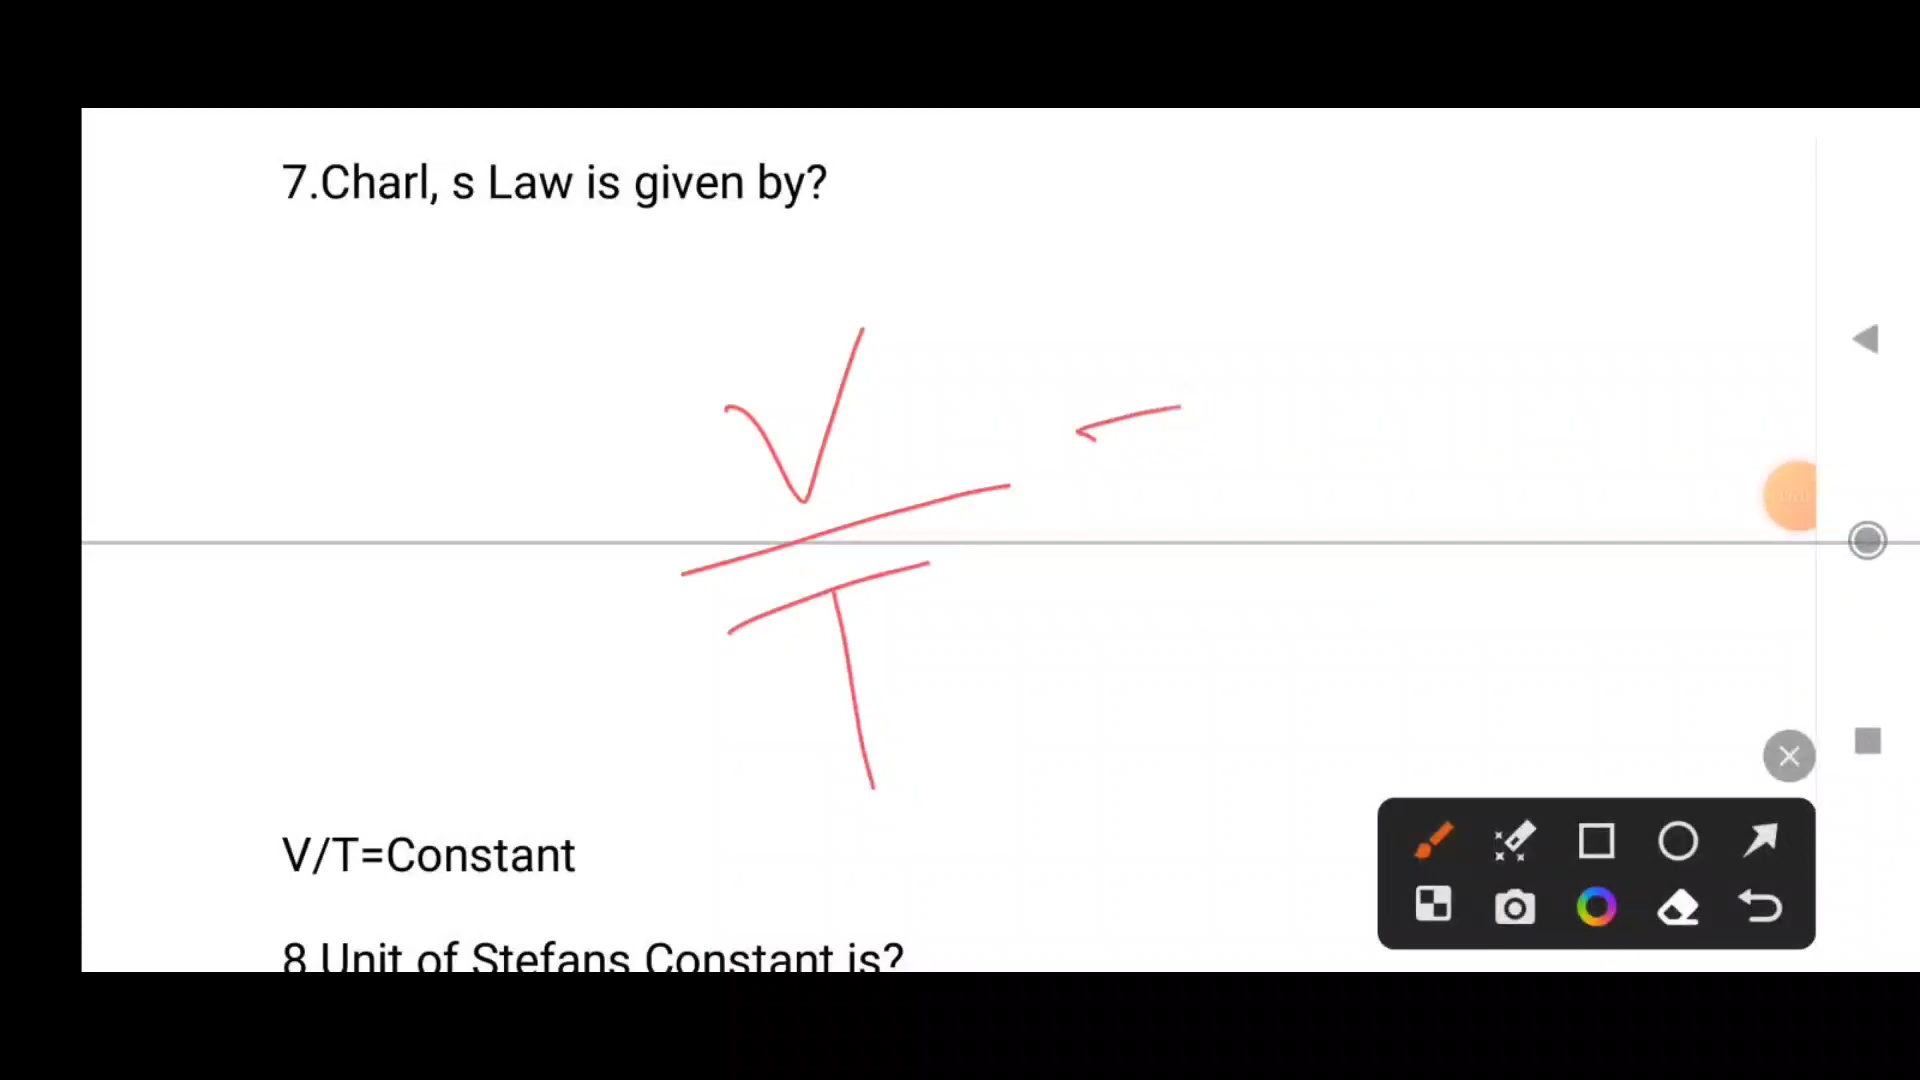 7.Charl, s Law is given by?
V
T
V/T=Constant
8 Unit of Stefans Constant is?